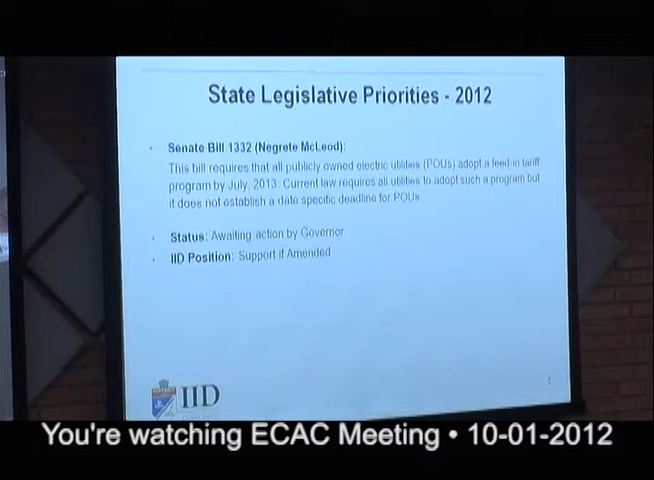 State Legislative Priorities - 2012
• Senate Bill 1332 (Negrete McLeod):
This bill requires that all publicly owned electric utilities (POUs) adopt a feed-in tariff
program by July, 2013. Current law requires all utilities to adopt such a program but
it does not establish a date specific deadline for POUs.
• Status: Awaiting action by Governor
• IID Position: Support if Amended
IID
You're watching ECAC Meeting • 10-01-2012